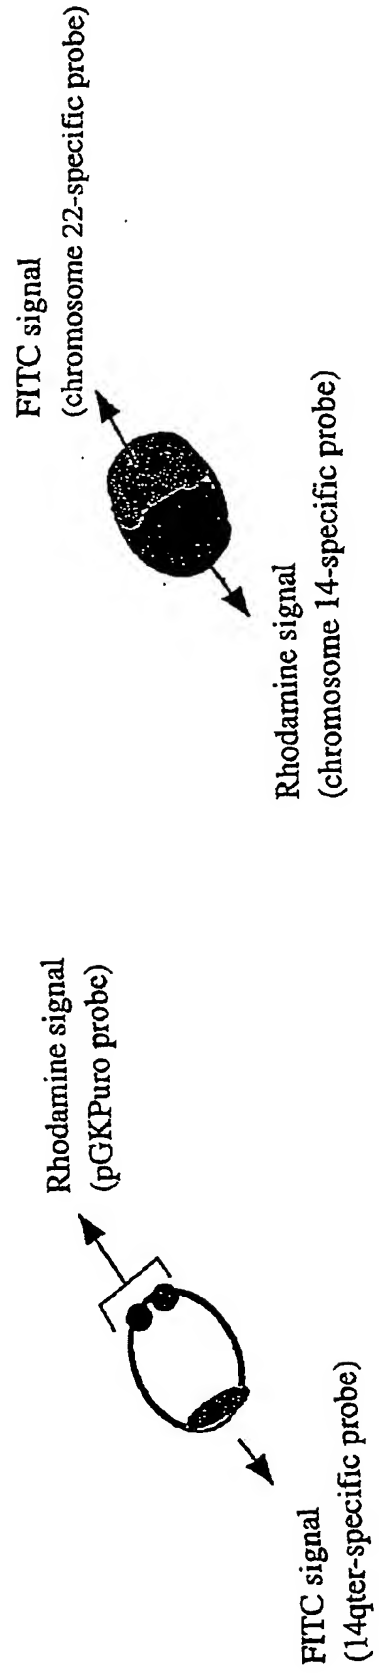 Rhodamine signal
(pGKPuro probe)
FITC signal
(14qter-specific probe)
FITC signal
(chromosome 22-specific probe)
Rhodamine signal
(chromosome 14-specific probe)